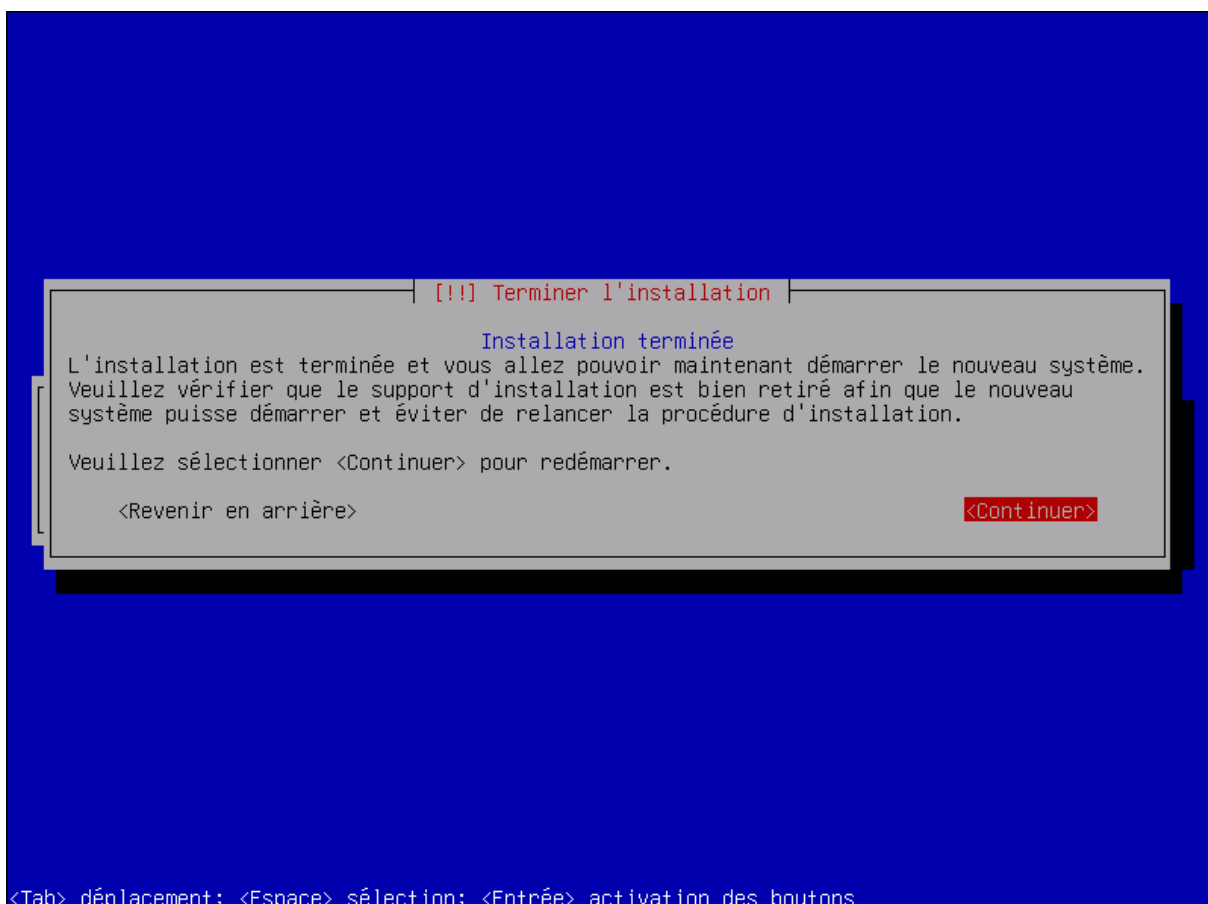 [!!] Terminer l'installation
Installation terminée
L'installation est terminée et vous allez pouvoir maintenant démarrer le nouveau système.
Veuillez vérifier que le support d'installation est bien retiré afin que le nouveau
système puisse démarrer et éviter de relancer la procédure d'installation.
Veuillez sélectionner <Continuer> pour redémarrer.
<Revenir en arrière> <Continuer>
<Tab> déplacement; <Espace> sélection; <Entrée> activation des boutons